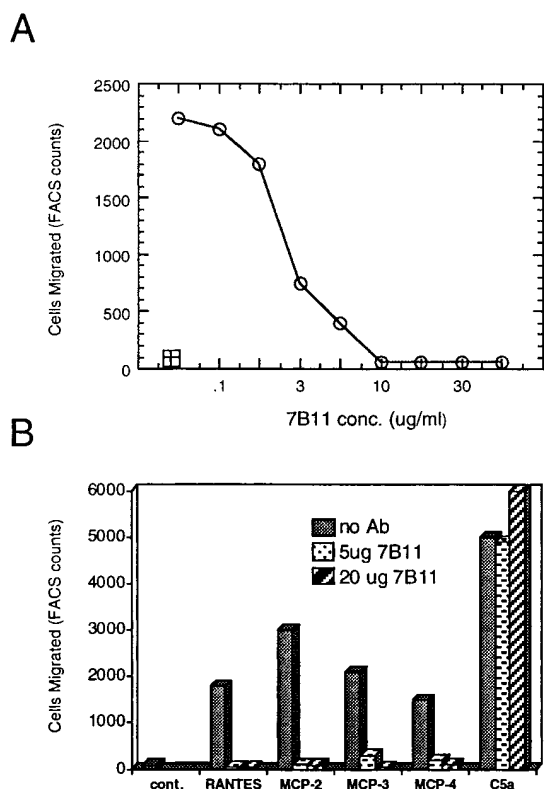 A
Cells Migrated (FACS counts)
2500
2000
1500
1000
500
0
.1 3 10 30
7B11 conc. (ug/ml)
B
Cells Migrated (FACS counts)
6000
5000
4000
3000
2000
1000
0
no Ab
5ug 7B11
20 ug 7B11
cont. RANTES MCP-2 MCP-3 MCP-4 C5a